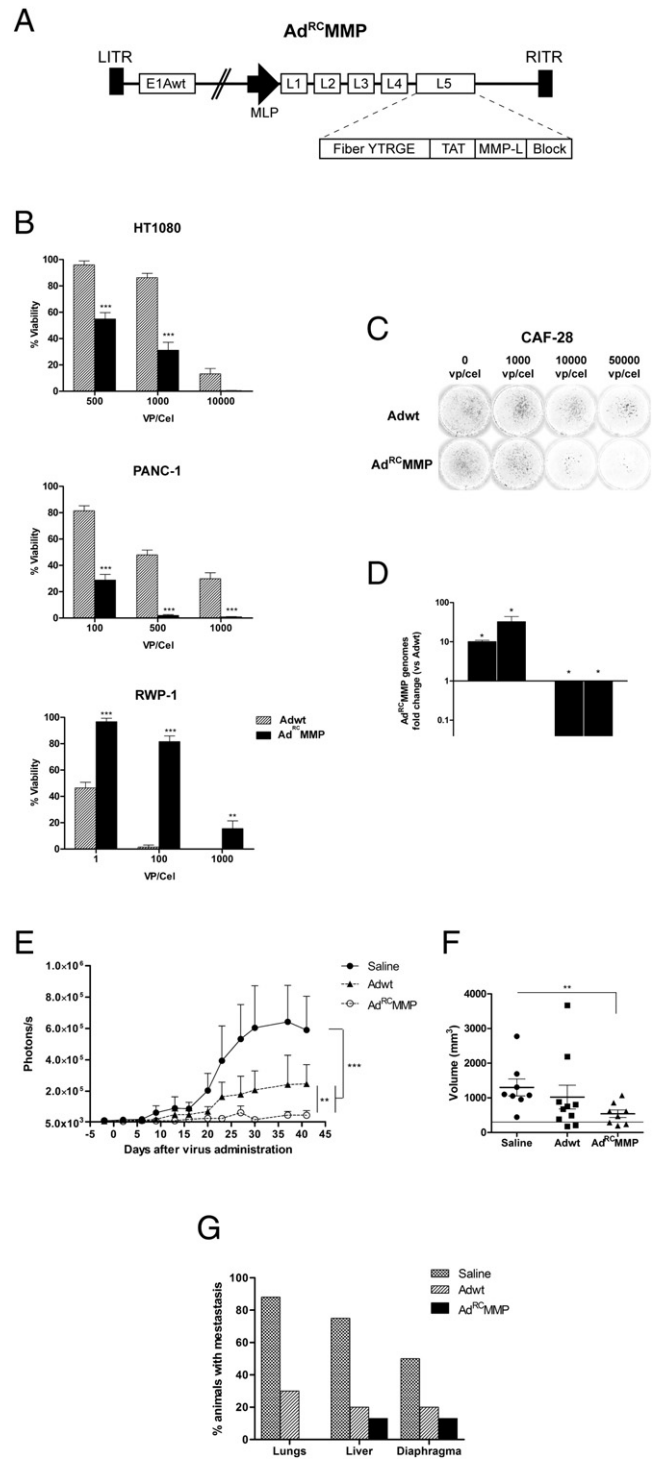 A
Ad^RC MMP
LITR
RITR
E1Awt
L1
L2
L3
L4
L5
MLP
Fiber YTRGE
TAT
MMP-L
Block
B
HT1080
% Viability
100
80
60
40
20
0
***
***
500
1000
10000
VP/Cel
PANC-1
% Viability
100
80
60
40
20
0
***
***
***
100
500
1000
VP/Cel
RWP-1
% Viability
100
80
60
40
20
0
***
***
**
1
100
1000
VP/Cel
Adwt
Ad^RC MMP
C
CAF-28
0 1000 10000 50000
vp/cel vp/cel vp/cel vp/cel
Adwt
Ad^RC MMP
D
Ad^RC MMP genomes
fold change (vs Adwt)
100
10
1
0.1
*
*
*
*
E
Photons/s
1.0×10^6
8.0×10^5
6.0×10^5
4.0×10^5
2.0×10^5
5.0×10^3
-5 0 5 10 15 20 25 30 35 40 45
Days after virus administration
Saline
Adwt
Ad^RC MMP
***
**
F
Volume (mm^3)
4000
3000
2000
1000
0
**
Saline
Adwt
Ad^RC MMP
G
% animals with mestastasis
100
80
60
40
20
0
Saline
Adwt
Ad^RC MMP
Lungs
Liver
Diaphragma